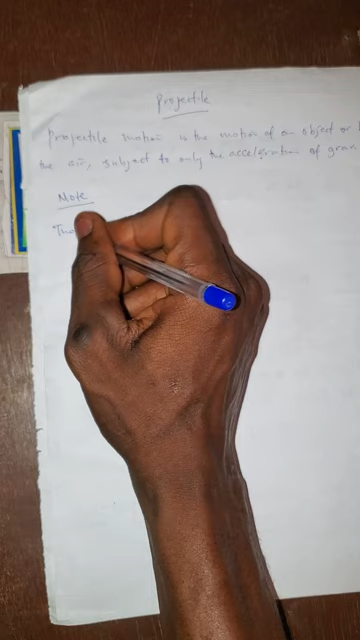 Projectile
Projectile motion is the motion of an object or
the air, subject to only the acceleration of grav
Note